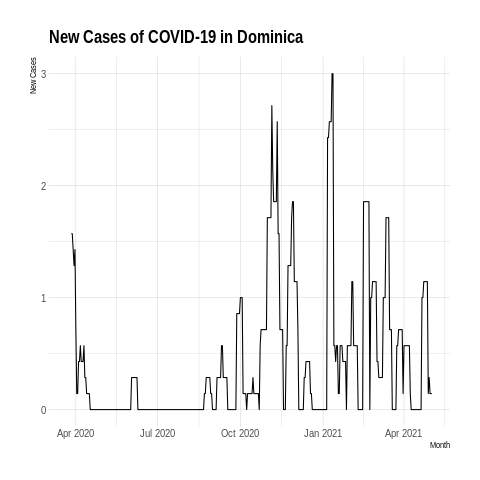 New Cases of COVID-19 in Dominica
New Cases
3
2
1
0
Apr 2020 Jul 2020 Oct 2020 Jan 2021 Apr 2021
Month